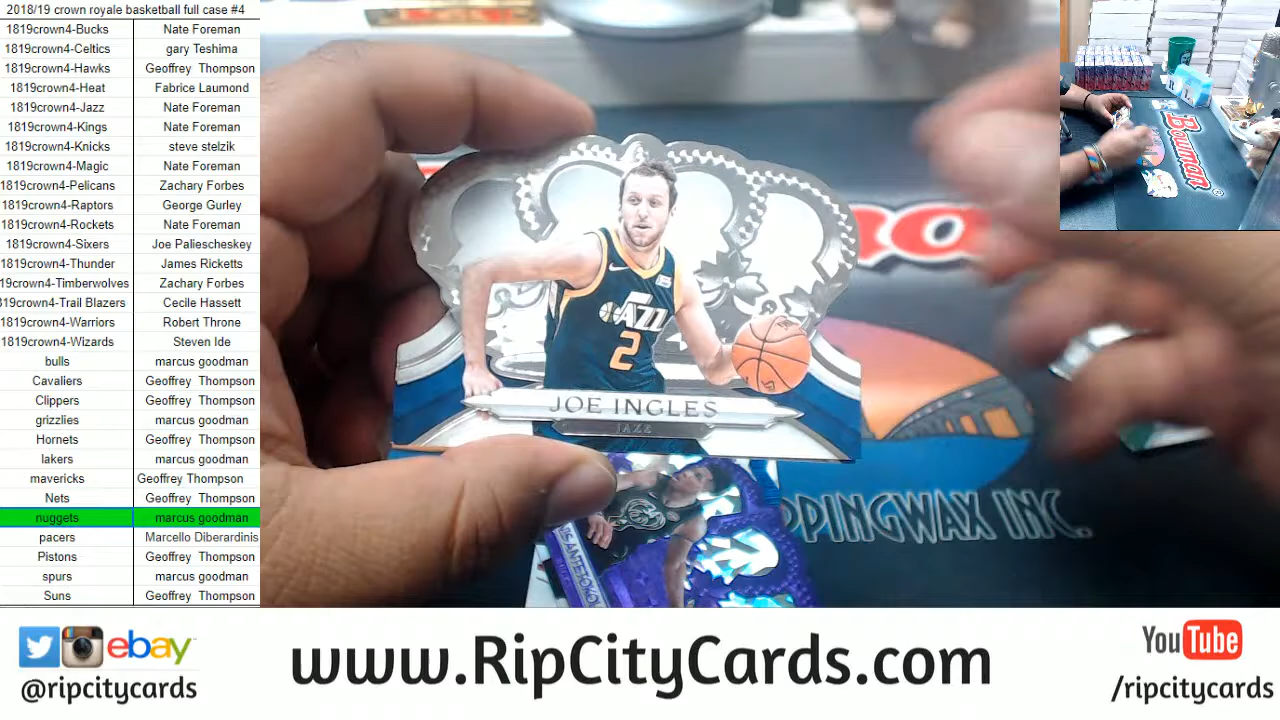 2018/19 crown royale basketball full case #4
1819crown4-Bucks Nate Foreman
1819crown4-Celtics gary Teshima
1819crown4-Hawks Geoffrey Thompson
1819crown4-Heat Fabrice Laumond
1819crown4-Jazz Nate Foreman
1819crown4-Kings Nate Foreman
1819crown4-Knicks steve stelzik
1819crown4-Magic Nate Foreman
1819crown4-Pelicans Zachary Forbes
1819crown4-Raptors George Gurley
1819crown4-Rockets Nate Foreman
1819crown4-Sixers Joe Paliescheskey
1819crown4-Thunder James Ricketts
1819crown4-Timberwolves Zachary Forbes
1819crown4-Trail Blazers Cecile Hassett
1819crown4-Warriors Robert Throne
1819crown4-Wizards Steven Ide
bulls marcus goodman
Cavaliers Geoffrey Thompson
Clippers Geoffrey Thompson
grizzlies marcus goodman
Hornets Geoffrey Thompson
lakers marcus goodman
mavericks Geoffrey Thompson
Nets Geoffrey Thompson
nuggets marcus goodman
pacers Marcello Diberardinis
Pistons Geoffrey Thompson
spurs marcus goodman
Suns Geoffrey Thompson
JAZZ
2
JOE INGLES
JAZZ
PPINGWAX INC.
Bowman
ebay
@ripcitycards
www.RipCityCards.com
YouTube
/ripcitycards